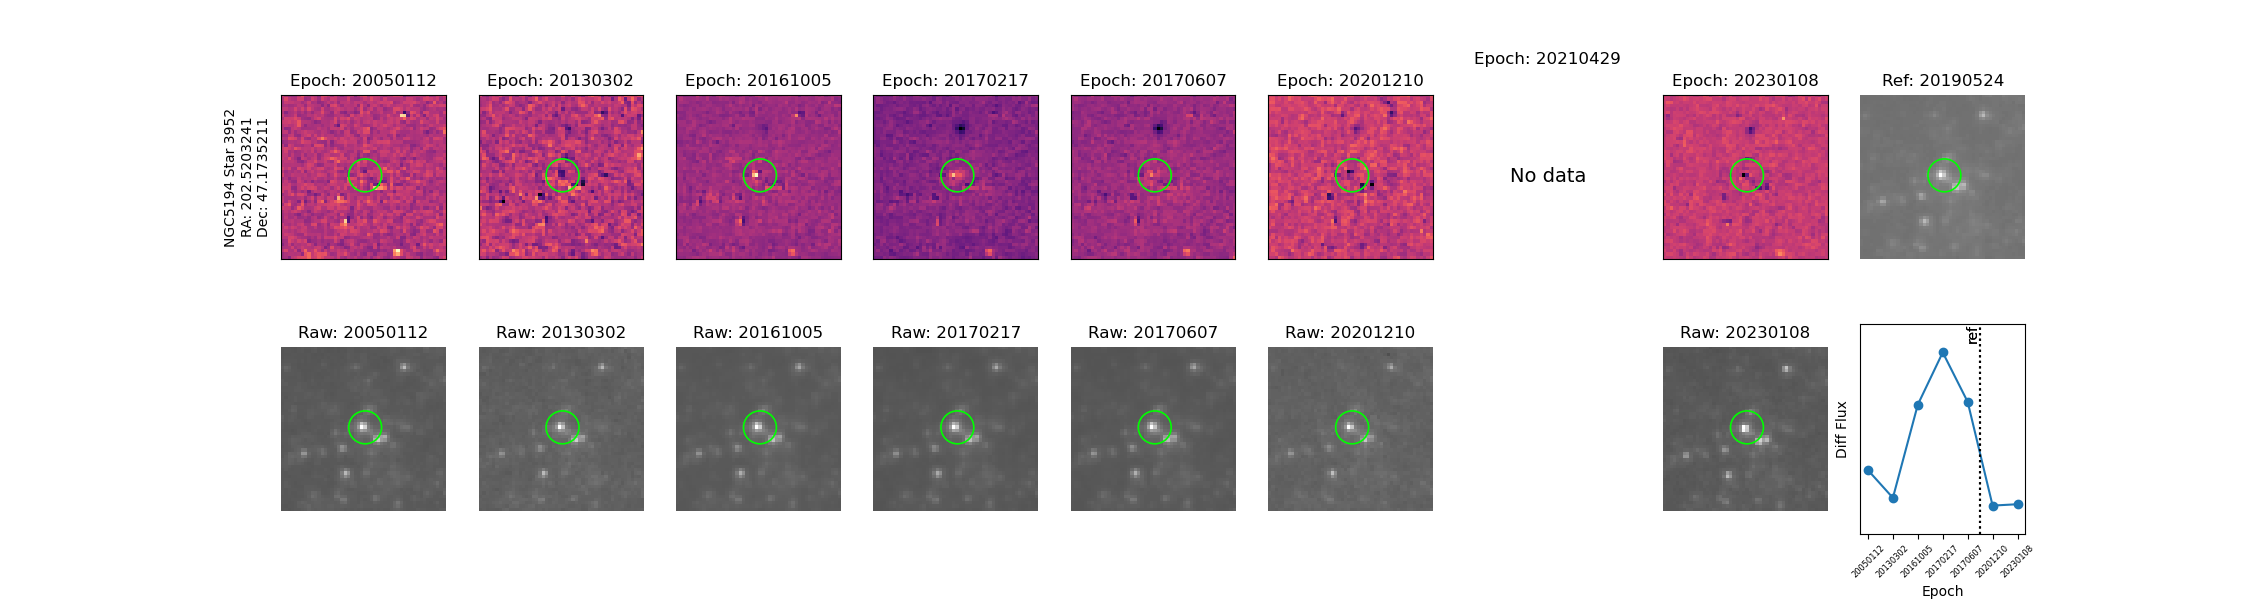 Epoch: 20210429
Epoch: 20050112
Epoch: 20130302
Epoch: 20161005
Epoch: 20170217
Epoch: 20170607
Epoch: 20201210
Epoch: 20230108
Ref: 20190524
NGC5194 Star 3952
RA: 202.5203241
Dec: 47.1735211
No data
Raw: 20050112
Raw: 20130302
Raw: 20161005
Raw: 20170217
Raw: 20170607
Raw: 20201210
Raw: 20230108
ref
Diff Flux
20050112
20130302
20161005
20170217
20170607
20201210
20230108
Epoch